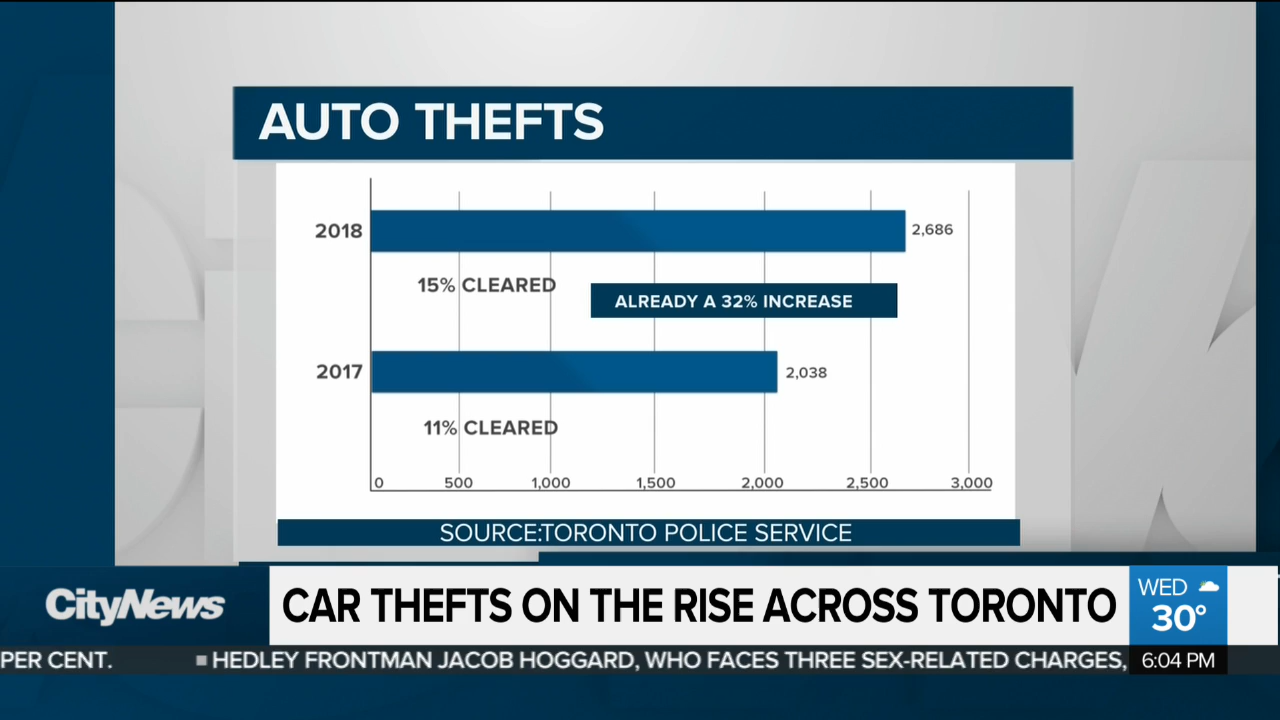 AUTO THEFTS
2018
2,686
15% CLEARED
ALREADY A 32% INCREASE
2017
2,038
11% CLEARED
0 500 1,000 1,500 2,000 2,500 3,000
SOURCE:TORONTO POLICE SERVICE
CityNews
CAR THEFTS ON THE RISE ACROSS TORONTO
WED
30°
PER CENT. ■ HEDLEY FRONTMAN JACOB HOGGARD, WHO FACES THREE SEX-RELATED CHARGES,
6:04 PM